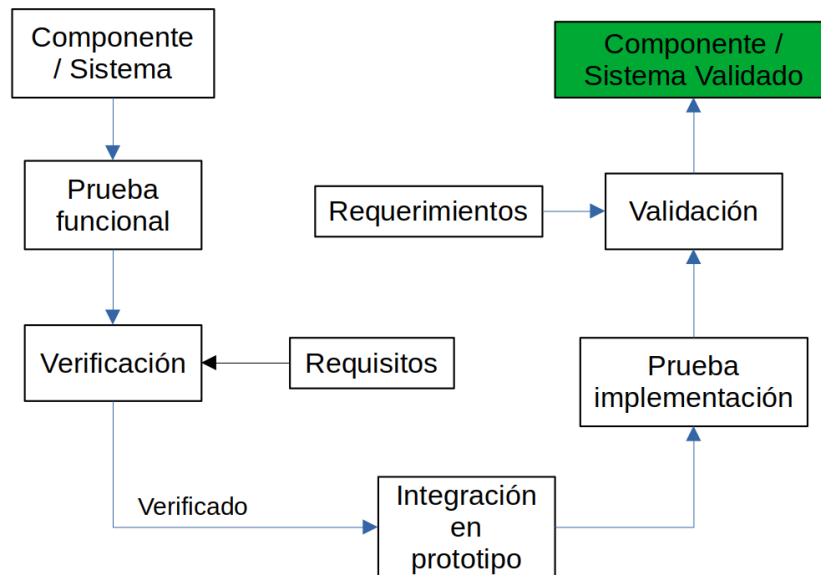 Componente
/ Sistema
Componente /
Sistema Validado
Prueba
funcional
Requerimientos
Validación
Verificación
Requisitos
Prueba
implementación
Verificado
Integración
en
prototipo